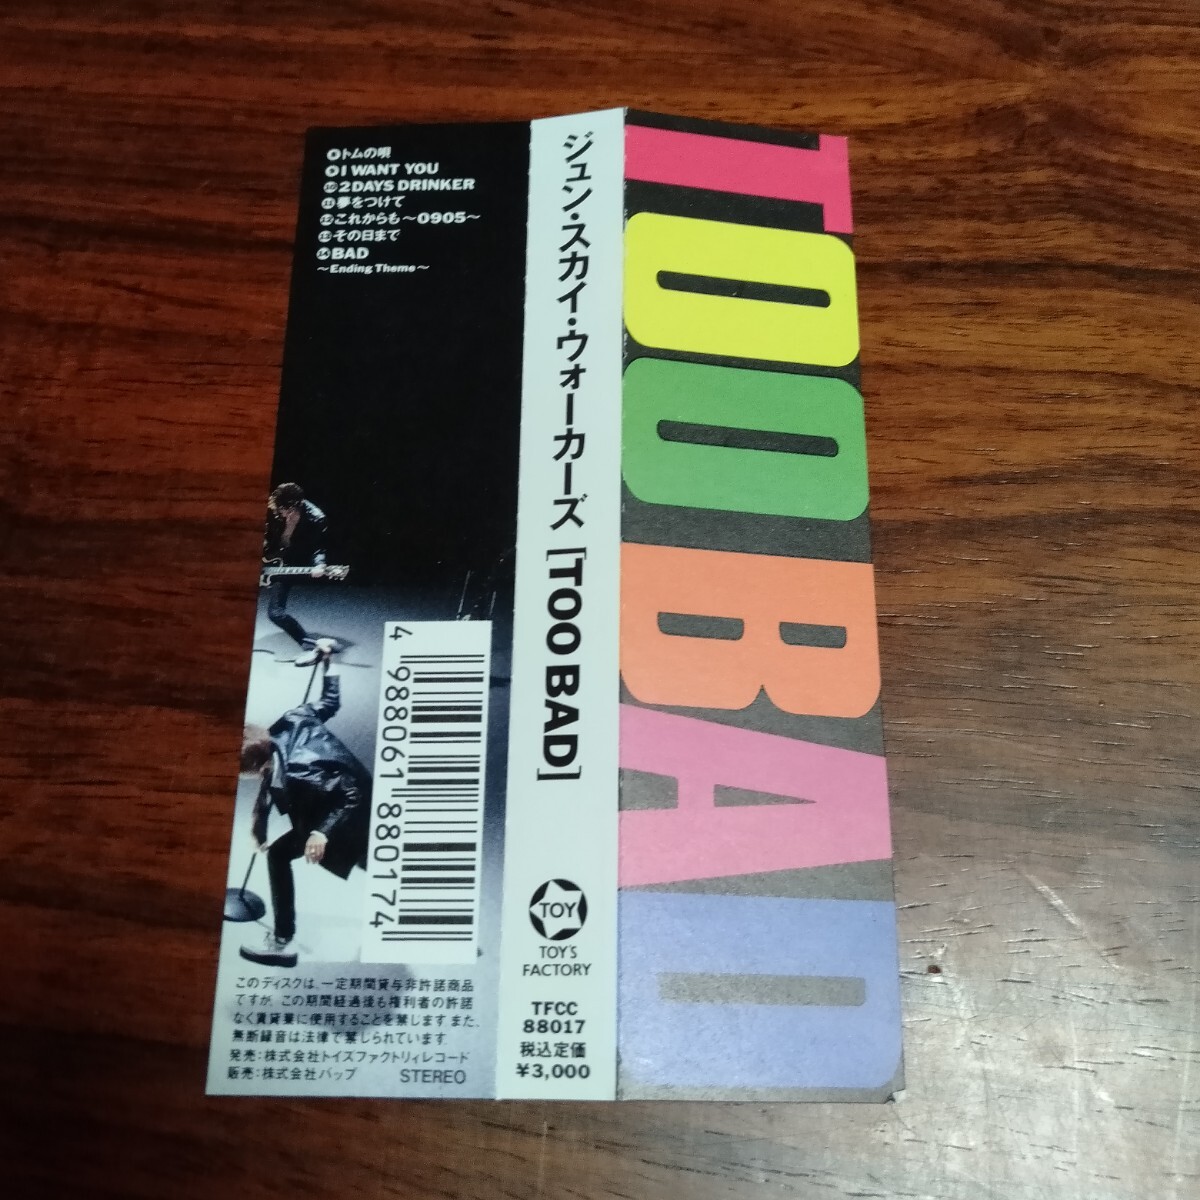 ❽トムの唄
❾I WANT YOU
❿2DAYS DRINKER
⓫夢をつけて
⓬これからも〜0905〜
⓭その日まで
⓮BAD
〜Ending Theme〜
4 988061 880174
このディスクは、一定期間貸与非許諾商品
ですが、この期間経過後も権利者の許諾
なく賃貸業に使用することを禁じます。また、
無断録音は法律で禁じられています。
発売:株式会社トイズファクトリィレコード
販売:株式会社バップ STEREO
ジュン・スカイ・ウォーカーズ [TOO BAD]
TOY
TOY'S
FACTORY
TFCC
88017
税込定価
¥3,000
TOO BAD